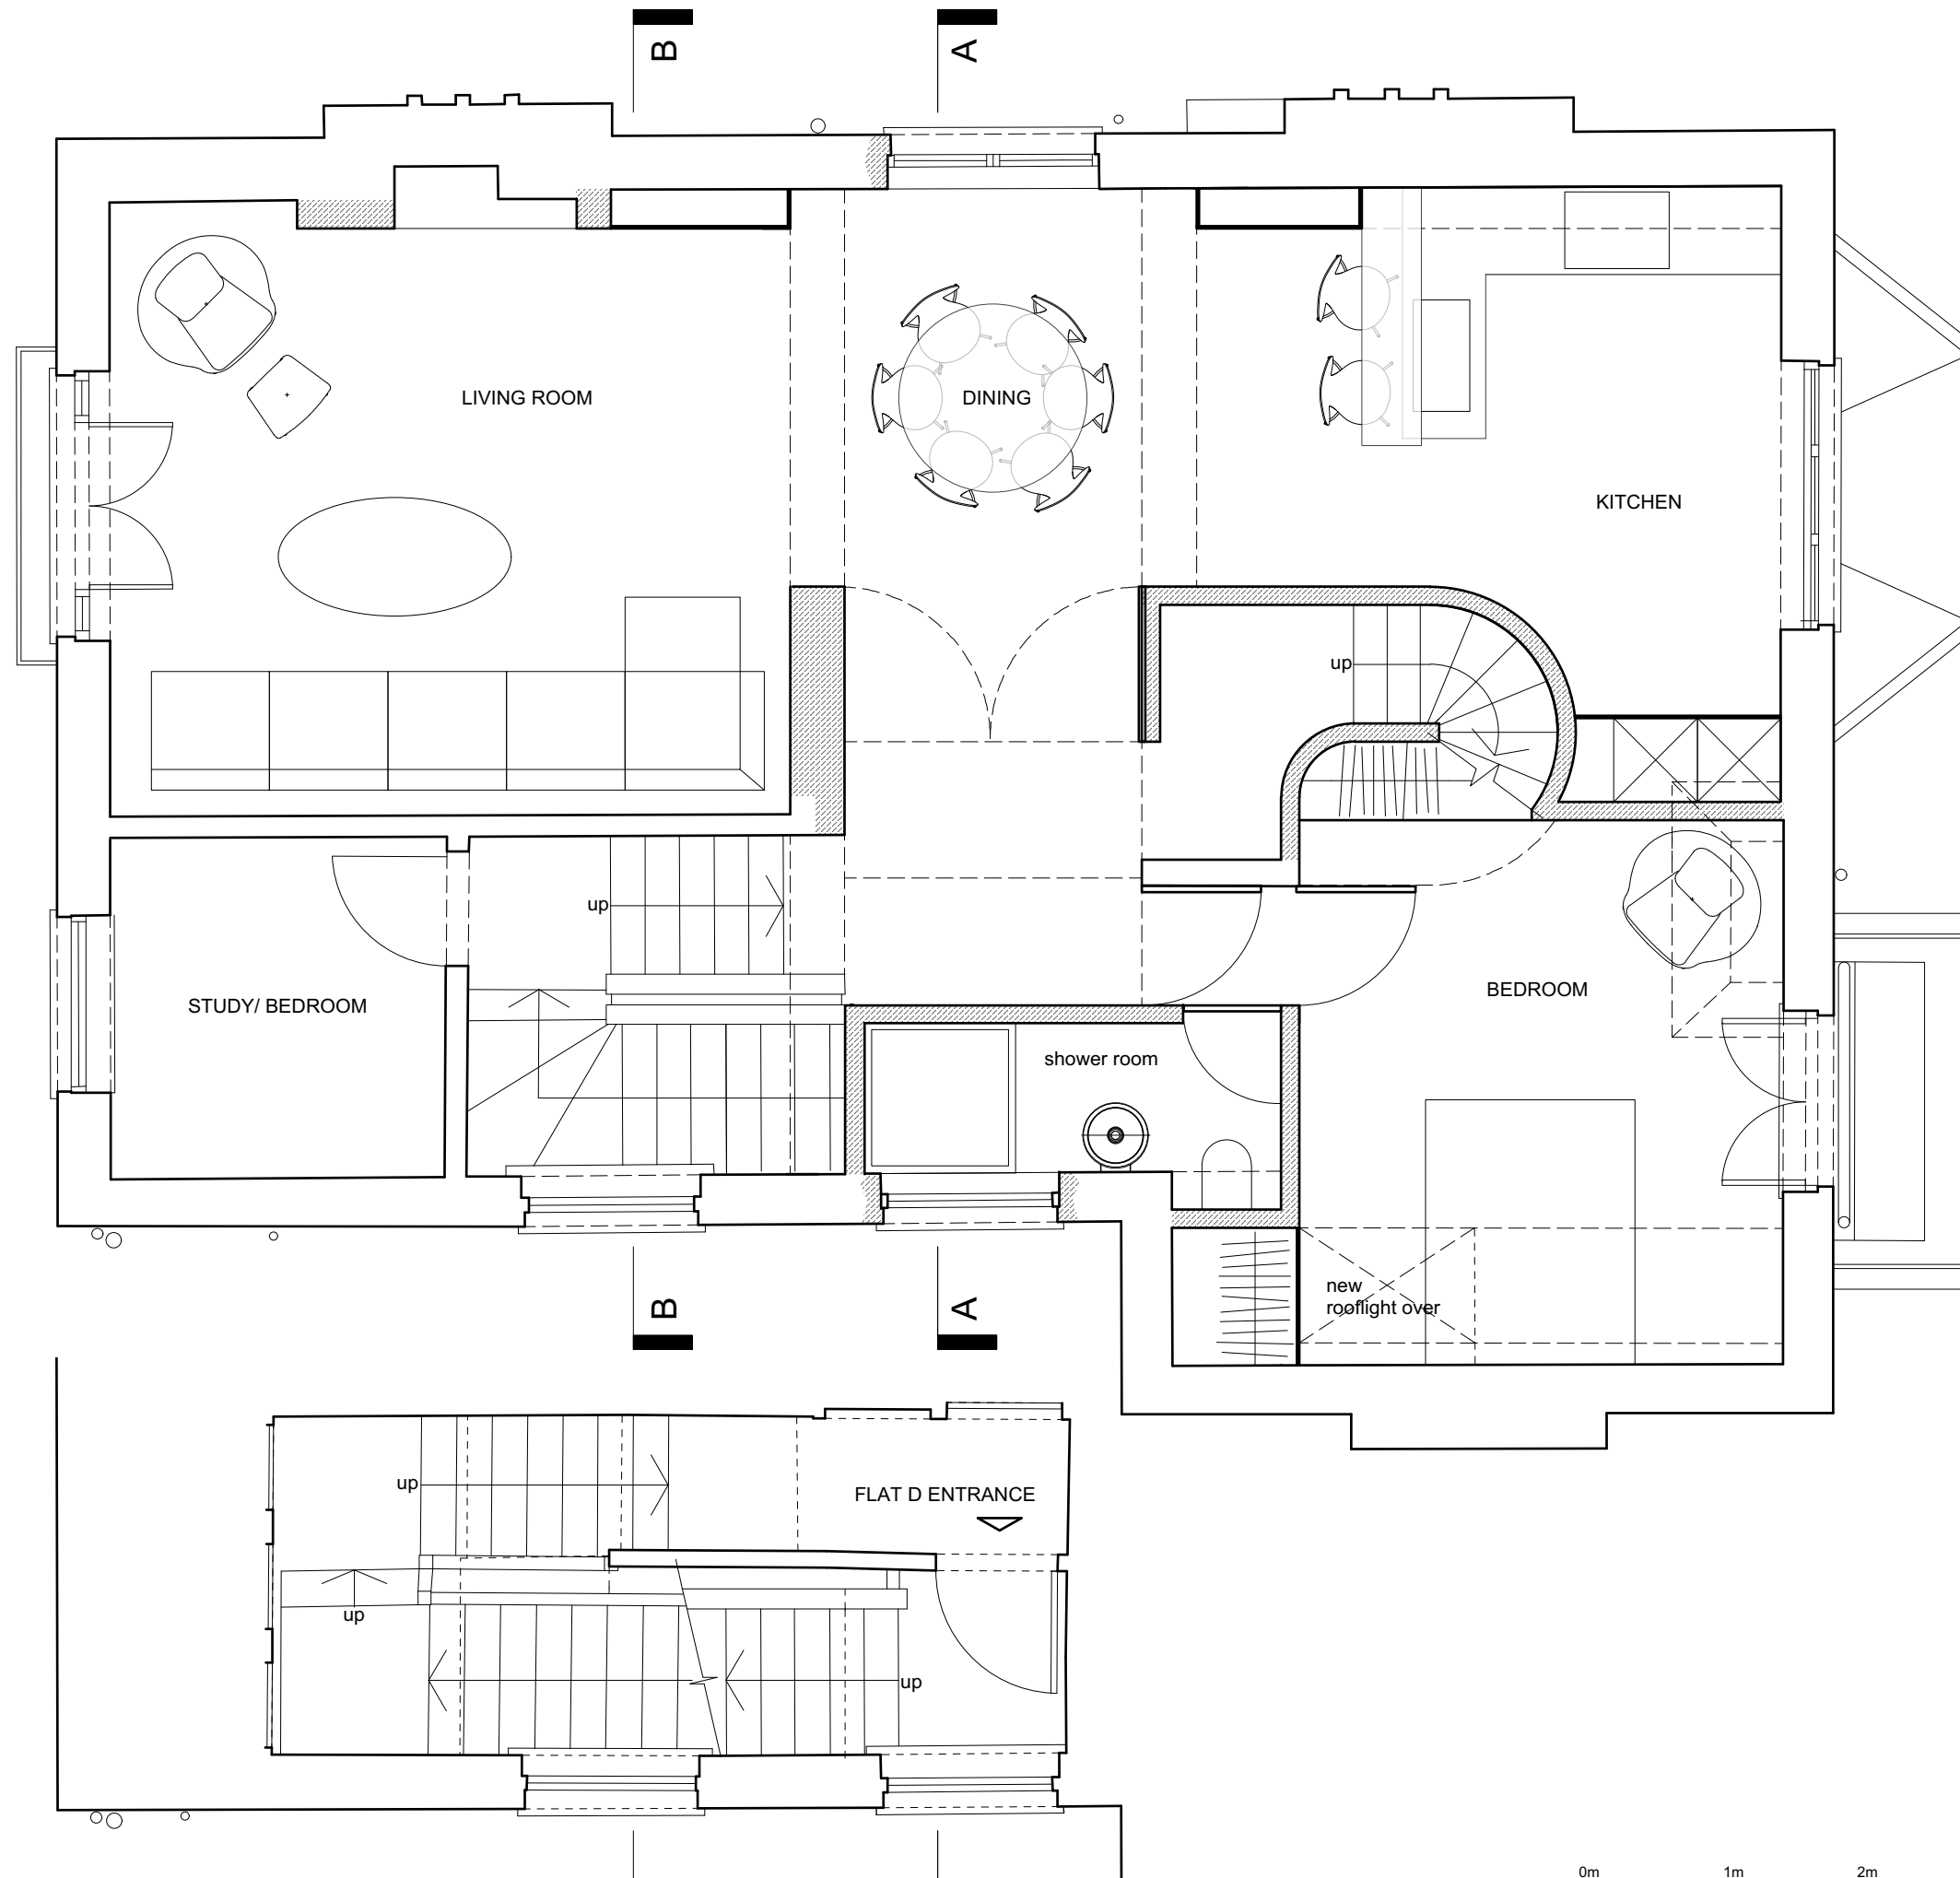 B
A
LIVING ROOM
DINING
KITCHEN
up
up
STUDY/ BEDROOM
BEDROOM
shower room
new
rooflight over
B
A
up
FLAT D ENTRANCE
up
up
0m 1m 2m